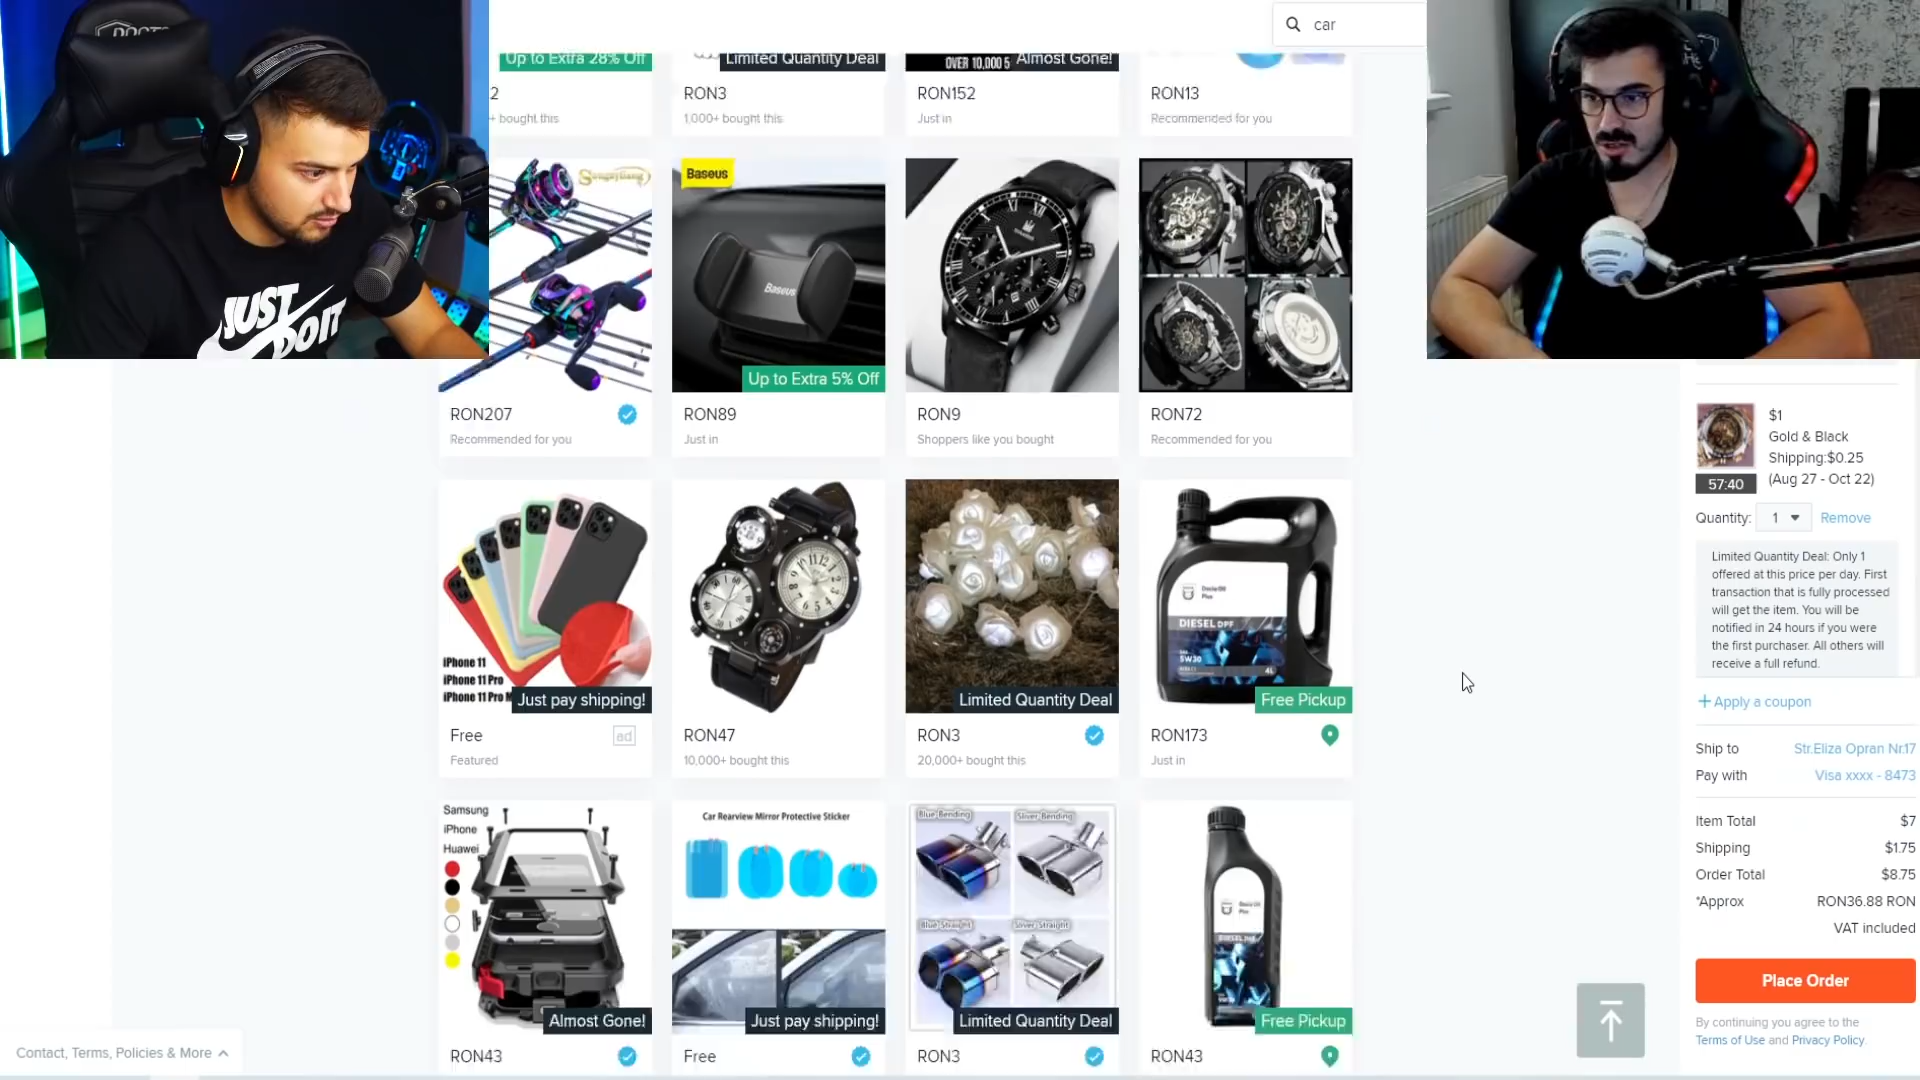 car
Up to Extra 28% Off
Limited Quantity Deal
OVER 10,000
Almost Gone!
2
RON3
RON152
RON13
+ bought this
1,000+ bought this
Just in
Recommended for you
JUST
DO IT
Baseus
Baseus
Up to Extra 5% Off
RON207
RON89
RON9
RON72
Recommended for you
Just in
Shoppers like you bought
Recommended for you
iPhone 11
iPhone 11 Pro
iPhone 11 Pro
Just pay shipping!
Limited Quantity Deal
DIESEL DPF
5W30
4L
Free Pickup
Free
ad
RON47
RON3
RON173
Featured
10,000+ bought this
20,000+ bought this
Just in
Samsung
iPhone
Huawei
Almost Gone!
Car Rearview Mirror Protective Sticker
Just pay shipping!
Blue Bending
Sliver Bending
Blue Straight
Sliver Straight
Limited Quantity Deal
Free Pickup
RON43
Free
RON3
RON43
Contact, Terms, Policies & More
$1
Gold & Black
Shipping:$0.25
(Aug 27 - Oct 22)
57:40
Quantity: 1 Remove
Limited Quantity Deal: Only 1
offered at this price per day. First
transaction that is fully processed
will get the item. You will be
notified in 24 hours if you were
the first purchaser. All others will
receive a full refund.
+ Apply a coupon
Ship to Str.Eliza Opran Nr.17
Pay with Visa xxxx - 8473
Item Total $7
Shipping $1.75
Order Total $8.75
*Approx RON36.88 RON
VAT included
Place Order
By continuing you agree to the
Terms of Use and Privacy Policy.